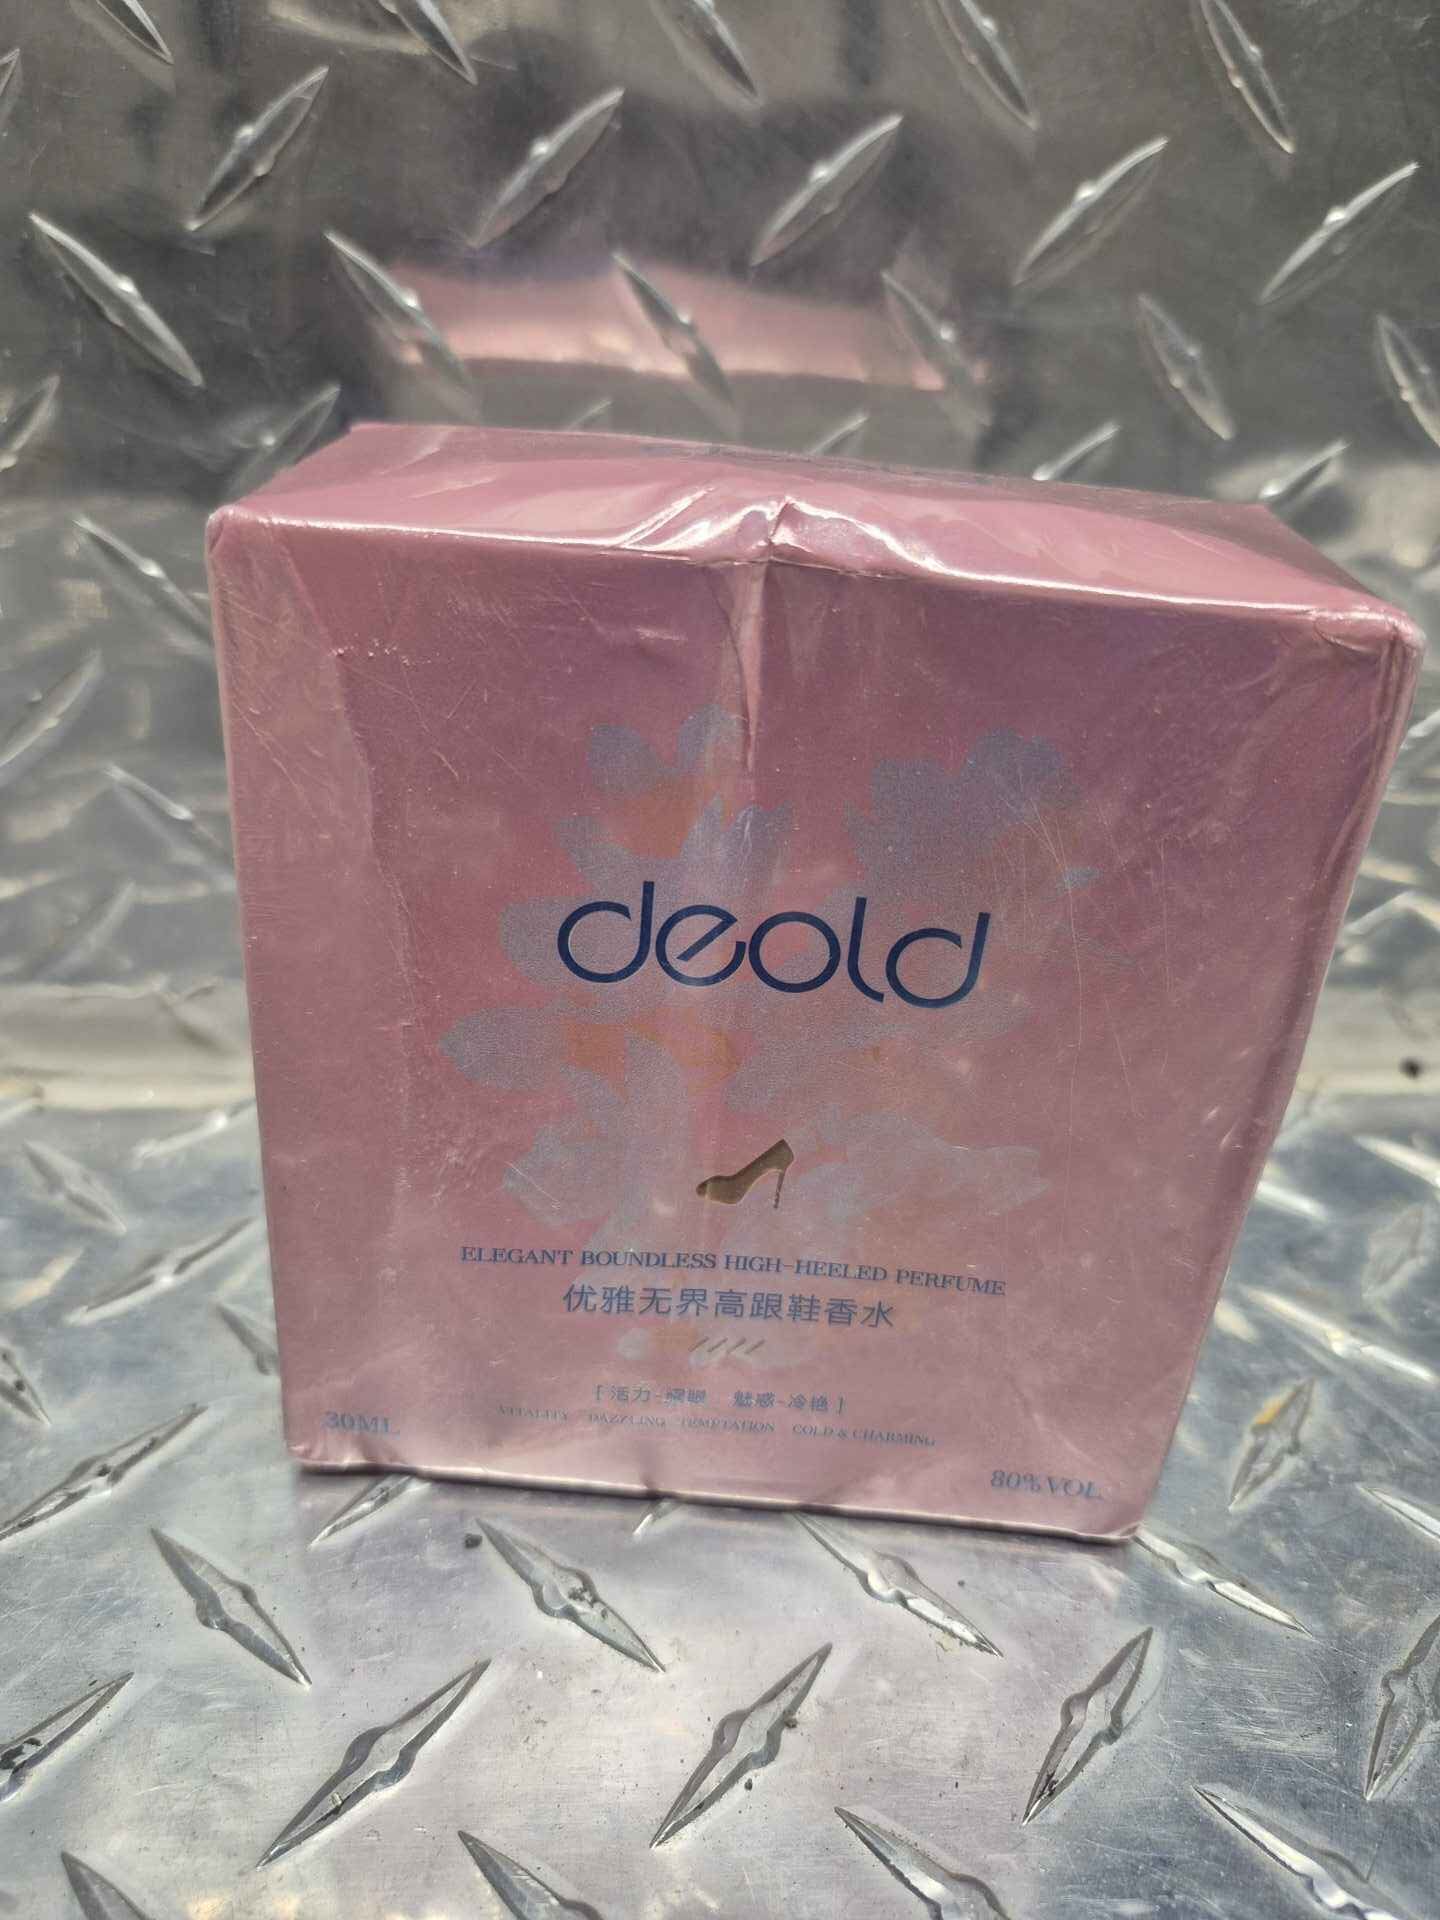 deold
ELEGANT BOUNDLESS HIGH-HEELED PERFUME
优雅无界高跟鞋香水
[活力-耀眼 魅惑-冷艳]
VITALITY DAZZLING TEMPTATION COLD & CHARMING
30ML
80% VOL